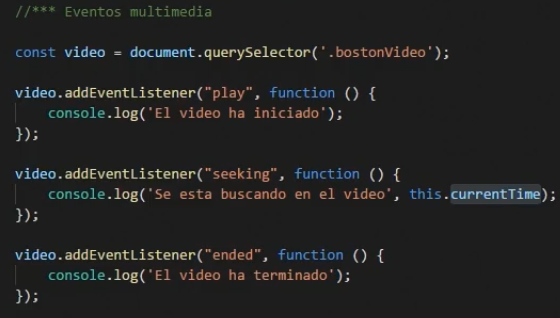 //*** Eventos multimedia
const video = document.querySelector('.bostonVideo');
video.addEventListener("play", function () {
console.log('El video ha iniciado');
});
video.addEventListener("seeking", function () {
console.log('Se esta buscando en el video', this.currentTime);
});
video.addEventListener("ended", function () {
console.log('El video ha terminado');
});